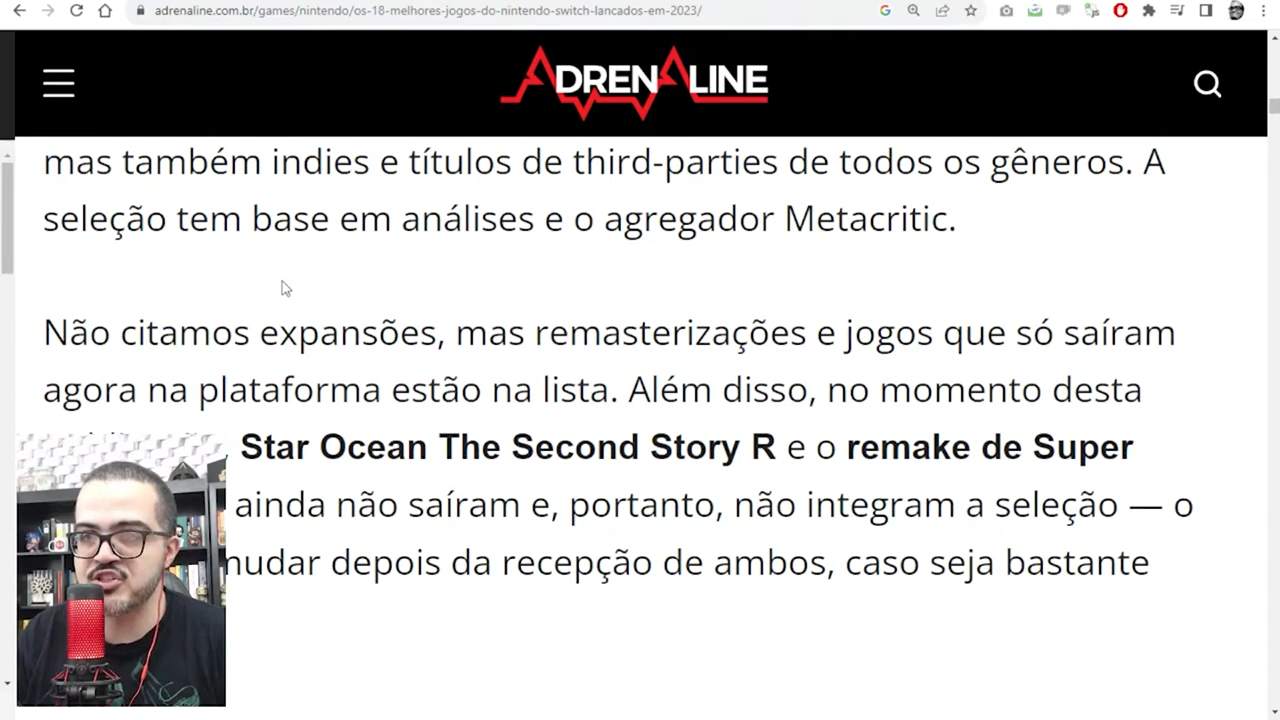 adrenaline.com.br/games/nintendo/os-18-melhores-jogos-do-nintendo-switch-lancados-em-2023/
ADRENALINE
mas também indies e títulos de third-parties de todos os gêneros. A
seleção tem base em análises e o agregador Metacritic.
Não citamos expansões, mas remasterizações e jogos que só saíram
agora na plataforma estão na lista. Além disso, no momento desta
Star Ocean The Second Story R e o remake de Super
ainda não saíram e, portanto, não integram a seleção — o
mudar depois da recepção de ambos, caso seja bastante